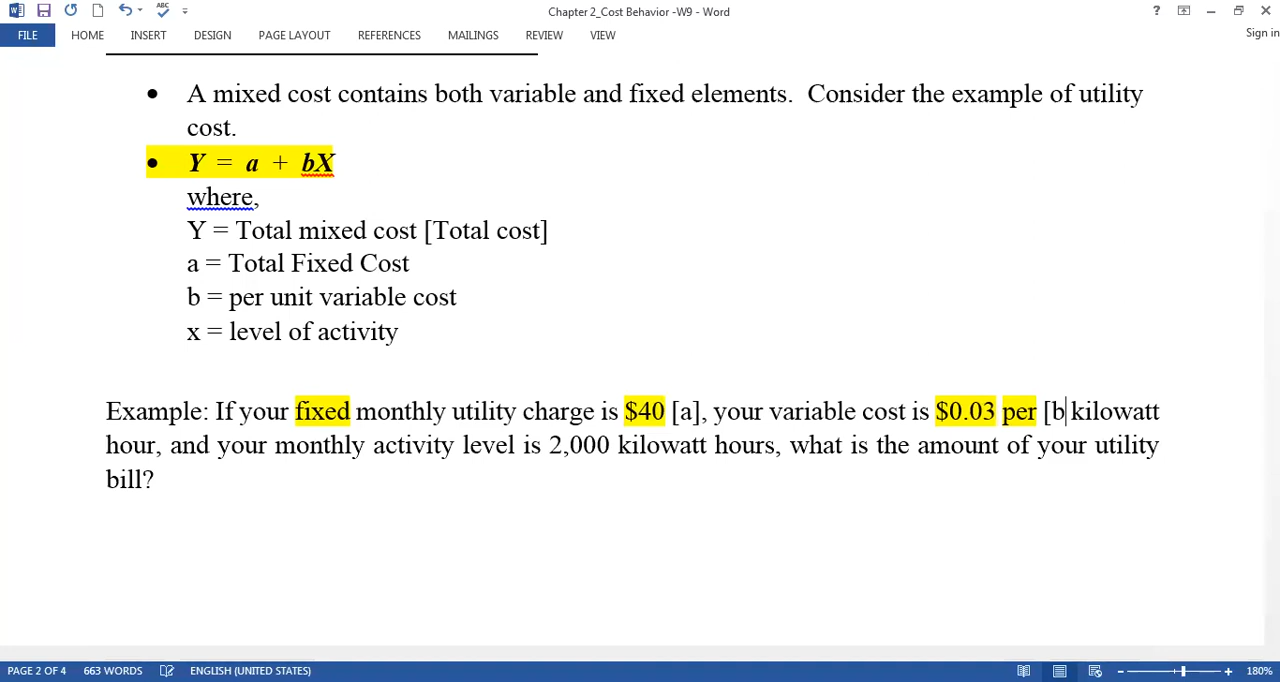 Chapter 2_Cost Behavior -W9 - Word
?
Sign in
FILE HOME INSERT DESIGN PAGE LAYOUT REFERENCES MAILINGS REVIEW VIEW
• A mixed cost contains both variable and fixed elements. Consider the example of utility
cost.
• Y = a + bX
where,
Y = Total mixed cost [Total cost]
a = Total Fixed Cost
b = per unit variable cost
x = level of activity
Example: If your fixed monthly utility charge is $40 [a], your variable cost is $0.03 per [b kilowatt
hour, and your monthly activity level is 2,000 kilowatt hours, what is the amount of your utility
bill?
PAGE 2 OF 4 663 WORDS ENGLISH (UNITED STATES) 180%